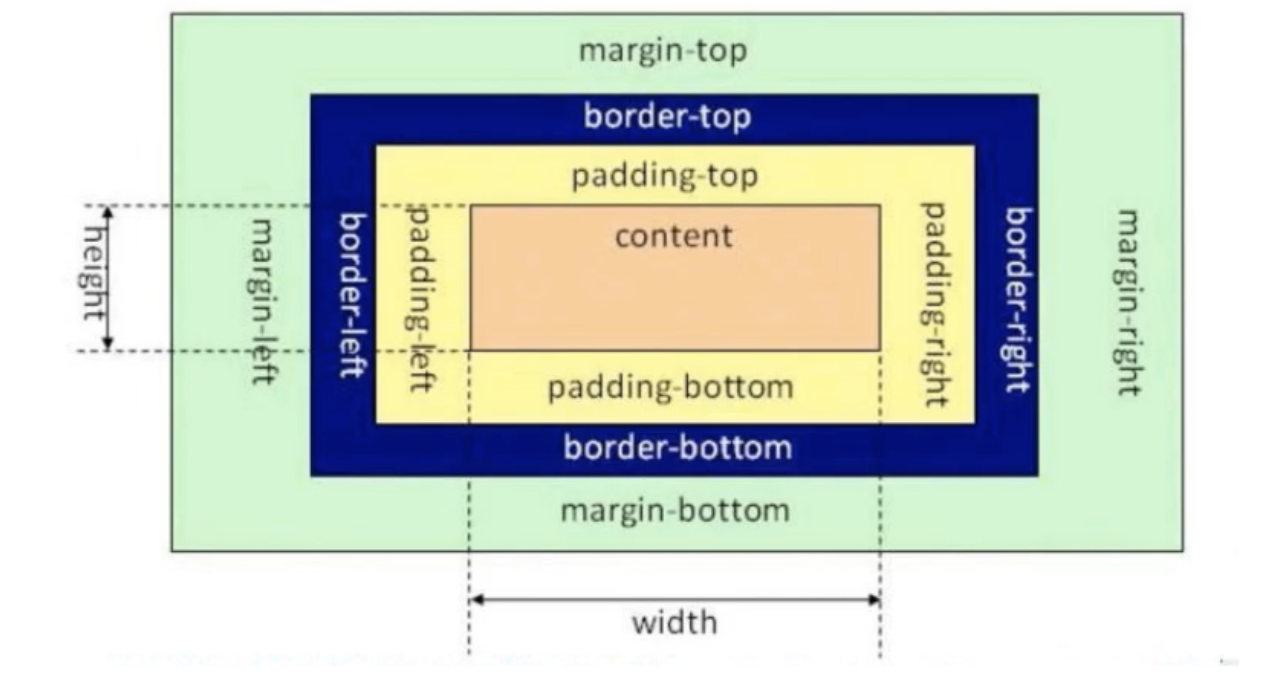 margin-top
border-top
padding-top
content
height
margin-left
border-left
padding-left
padding-right
border-right
margin-right
padding-bottom
border-bottom
margin-bottom
width